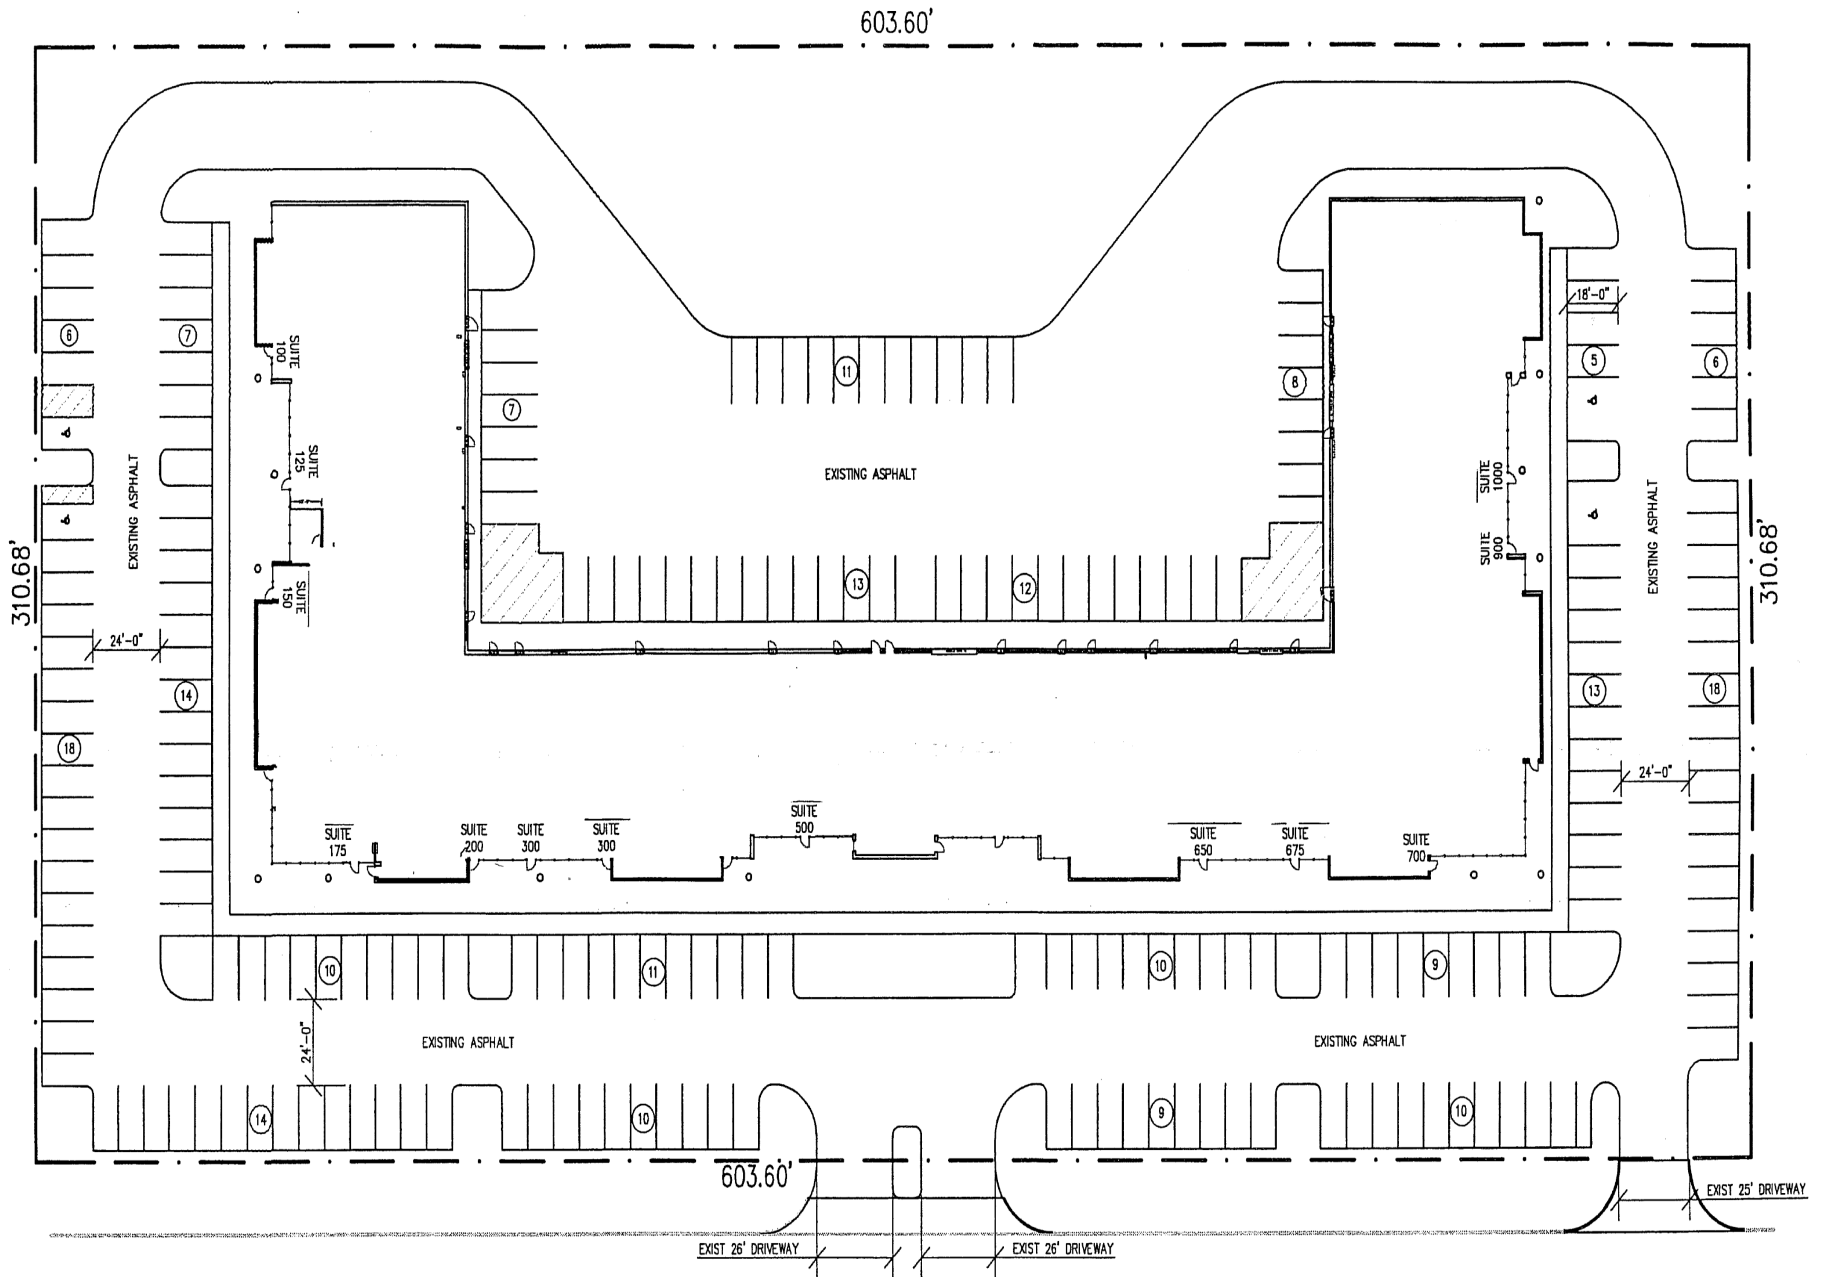 603.60'
18'-0"
6
7
SUITE
100
11
8
5
6
7
SUITE
125
EXISTING ASPHALT
EXISTING ASPHALT
SUITE
1000
EXISTING ASPHALT
SUITE
900
310.68'
310.68'
SUITE
150
13
12
24'-0"
14
13
18
18
24'-0"
SUITE
175
SUITE
200
SUITE
300
SUITE
300
SUITE
500
SUITE
650
SUITE
675
SUITE
700
10
11
10
9
24'-0"
EXISTING ASPHALT
EXISTING ASPHALT
14
10
9
10
603.60'
EXIST 25' DRIVEWAY
EXIST 26' DRIVEWAY
EXIST 26' DRIVEWAY